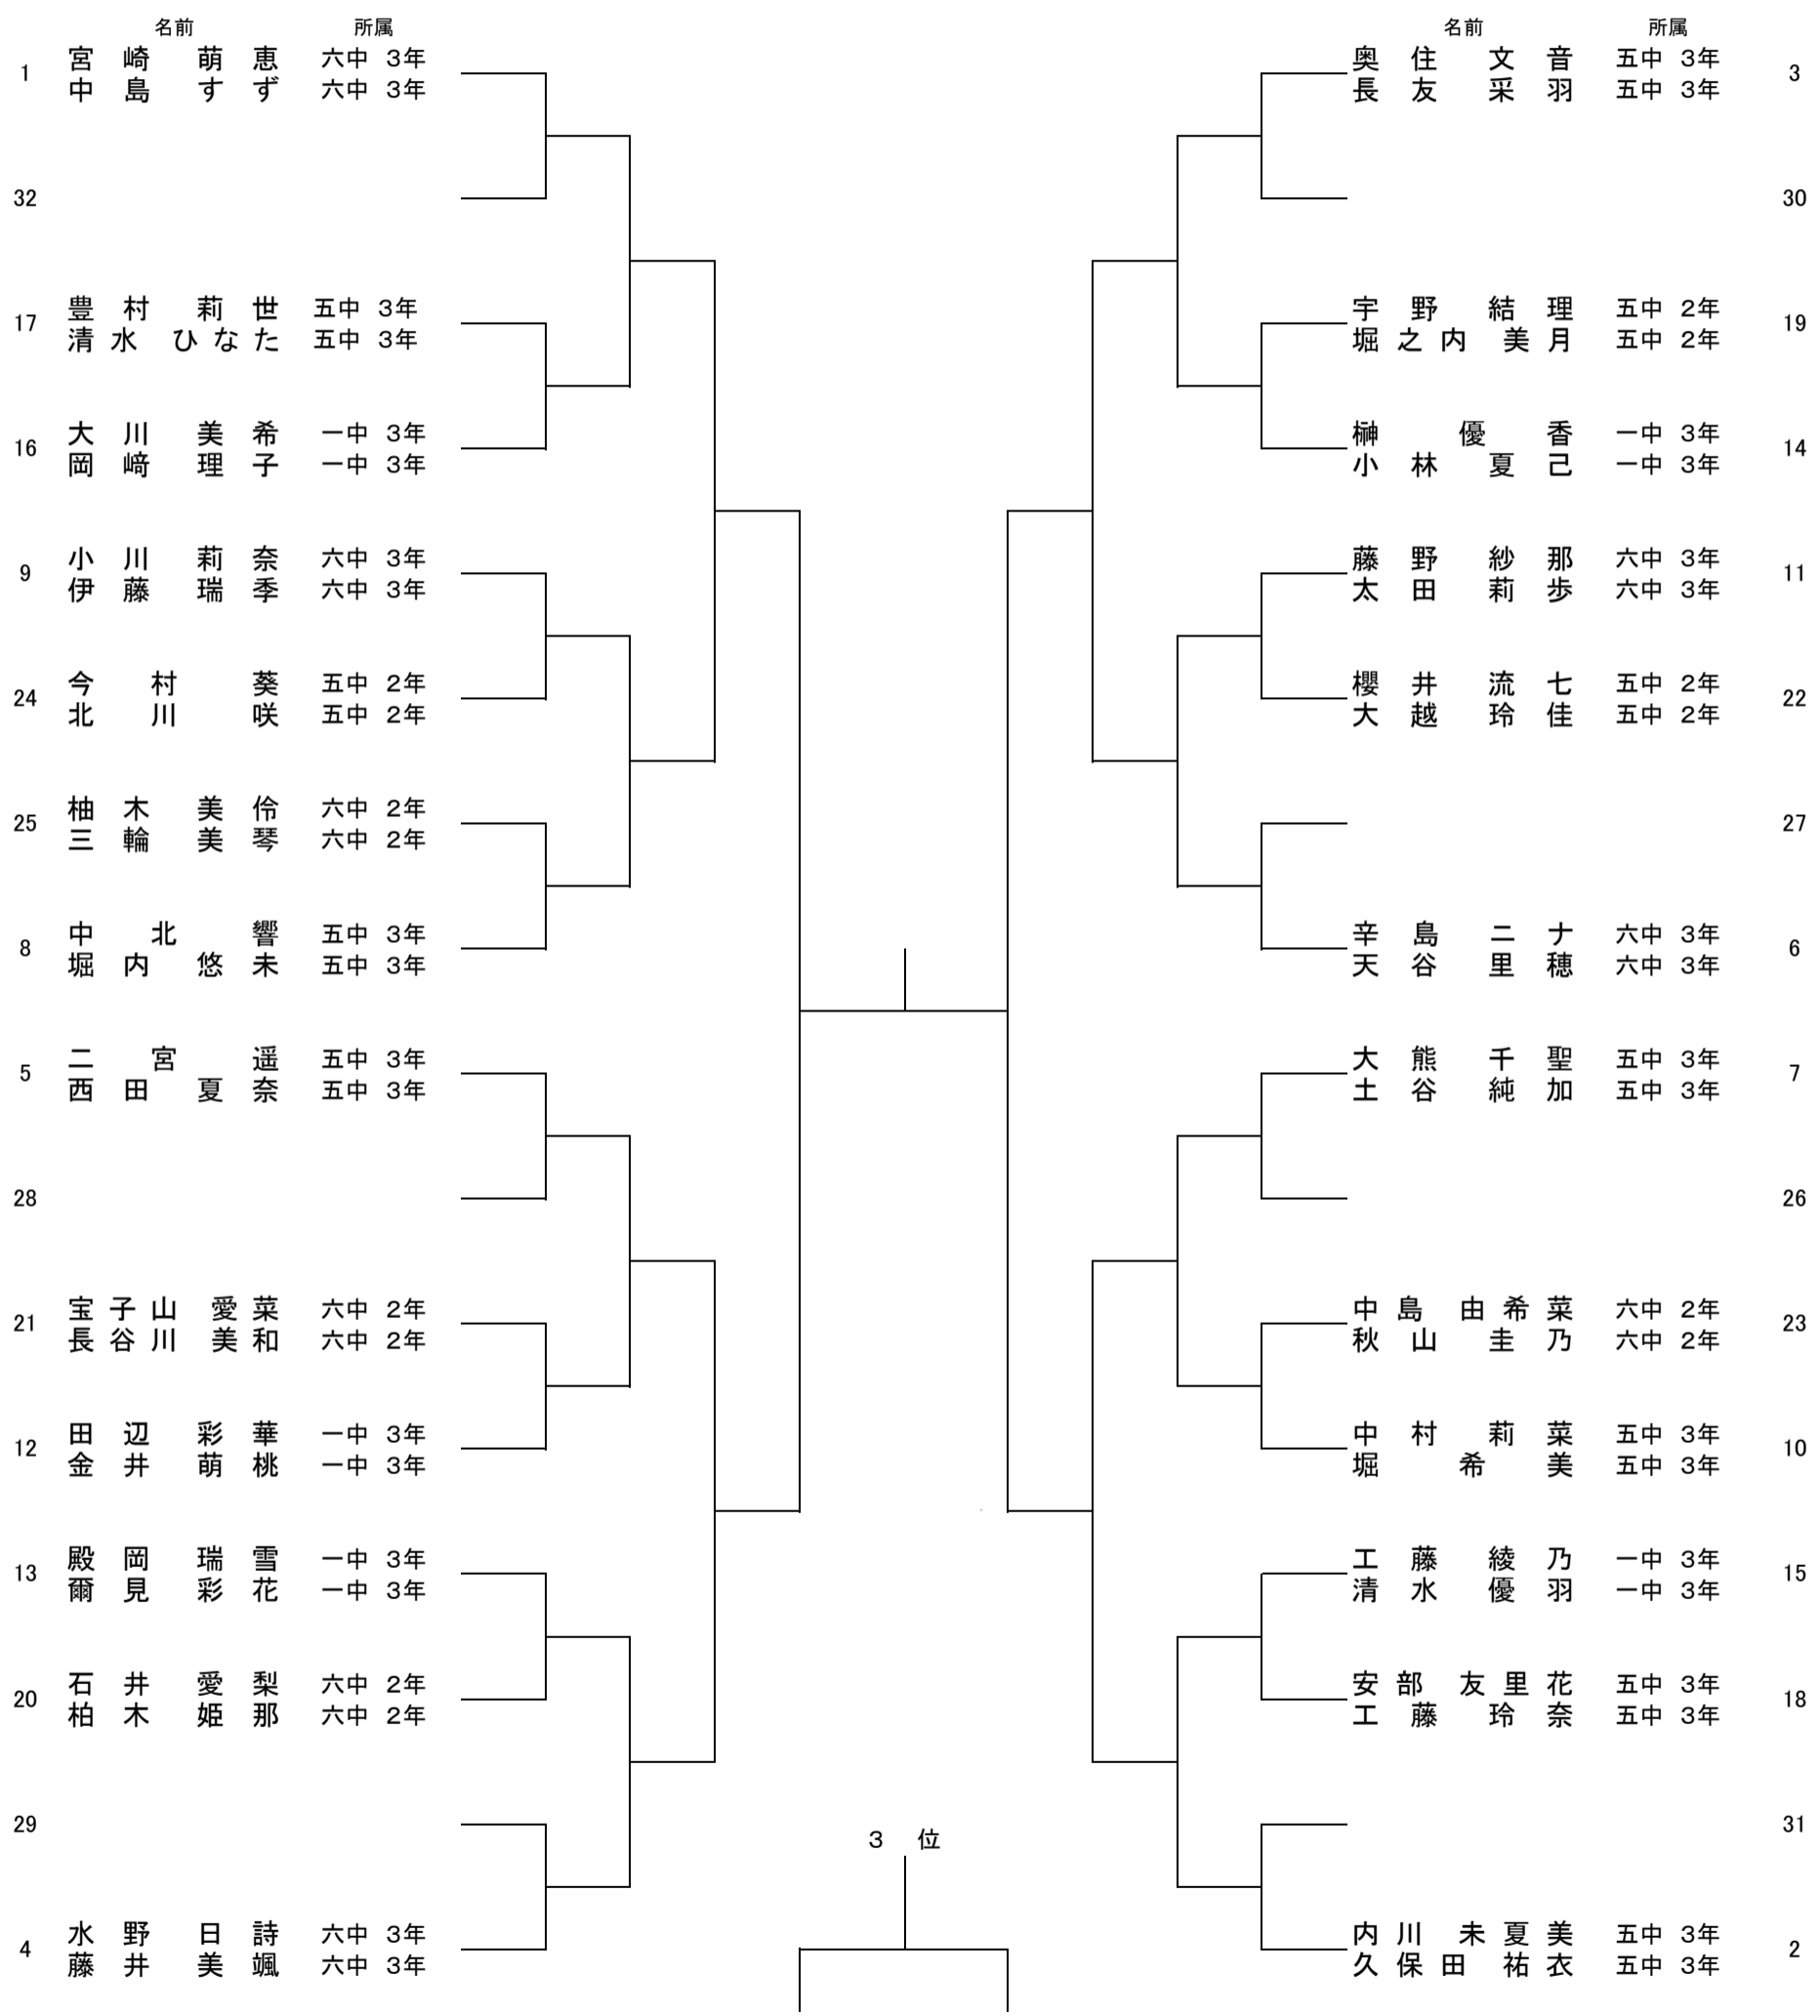 名前 所属
1 宮崎 萌恵 六中 3年
中島 すず 六中 3年
32
17 豊村 莉世 五中 3年
清水 ひなた 五中 3年
16 大川 美希 一中 3年
岡﨑 理子 一中 3年
9 小川 莉奈 六中 3年
伊藤 瑞季 六中 3年
24 今村 葵 五中 2年
北川 咲 五中 2年
25 柚木 美伶 六中 2年
三輪 美琴 六中 2年
8 中北 響 五中 3年
堀内 悠未 五中 3年
5 二宮 遥 五中 3年
西田 夏奈 五中 3年
28
21 宝子山 愛菜 六中 2年
長谷川 美和 六中 2年
12 田辺 彩華 一中 3年
金井 萌桃 一中 3年
13 殿岡 瑞雪 一中 3年
爾見 彩花 一中 3年
20 石井 愛梨 六中 2年
柏木 姫那 六中 2年
29
4 水野 日詩 六中 3年
藤井 美颯 六中 3年
3 位
名前 所属
奥住 文音 五中 3年 3
長友 采羽 五中 3年
30
宇野 結理 五中 2年 19
堀之内 美月 五中 2年
榊 優香 一中 3年 14
小林 夏己 一中 3年
藤野 紗那 六中 3年 11
太田 莉歩 六中 3年
櫻井 流七 五中 2年 22
大越 玲佳 五中 2年
27
辛島 ニナ 六中 3年 6
天谷 里穂 六中 3年
大熊 千聖 五中 3年 7
土谷 純加 五中 3年
26
中島 由希菜 六中 2年 23
秋山 圭乃 六中 2年
中村 莉菜 五中 3年 10
堀 希美 五中 3年
工藤 綾乃 一中 3年 15
清水 優羽 一中 3年
安部 友里花 五中 3年 18
工藤 玲奈 五中 3年
31
内川 未夏美 五中 3年 2
久保田 祐衣 五中 3年